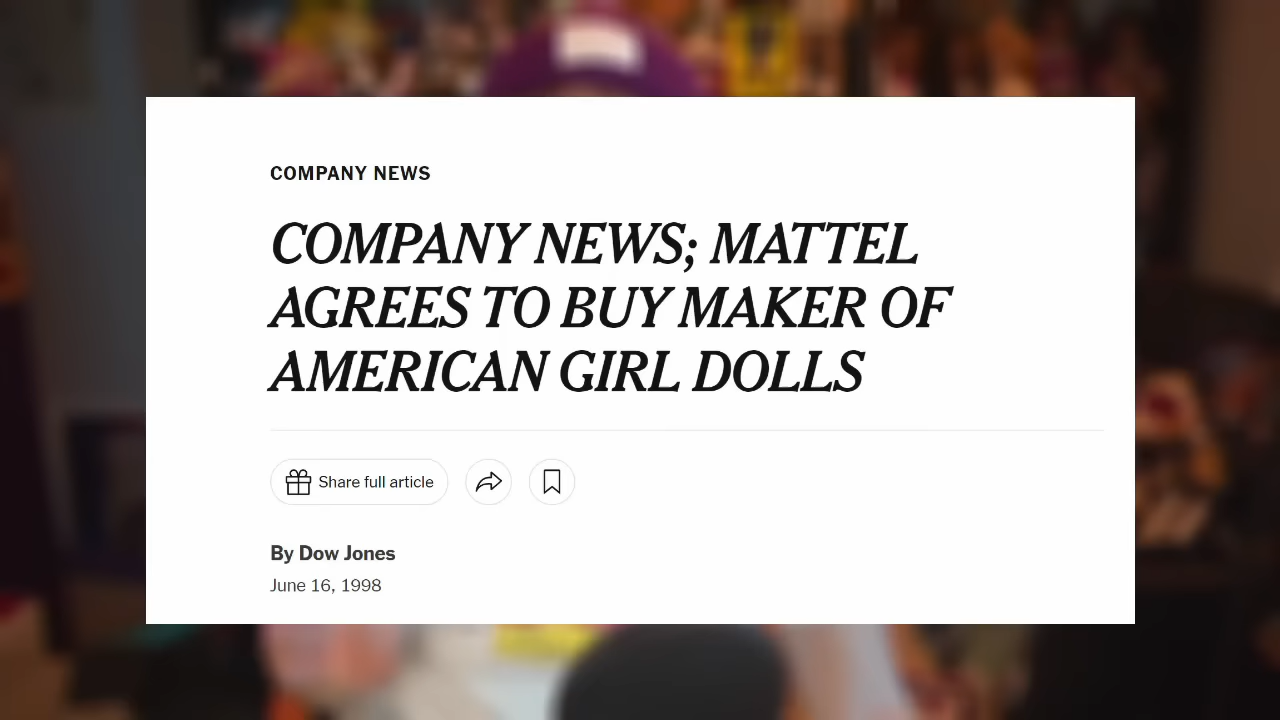 COMPANY NEWS
COMPANY NEWS; MATTEL
AGREES TO BUY MAKER OF
AMERICAN GIRL DOLLS
Share full article
By Dow Jones
June 16, 1998